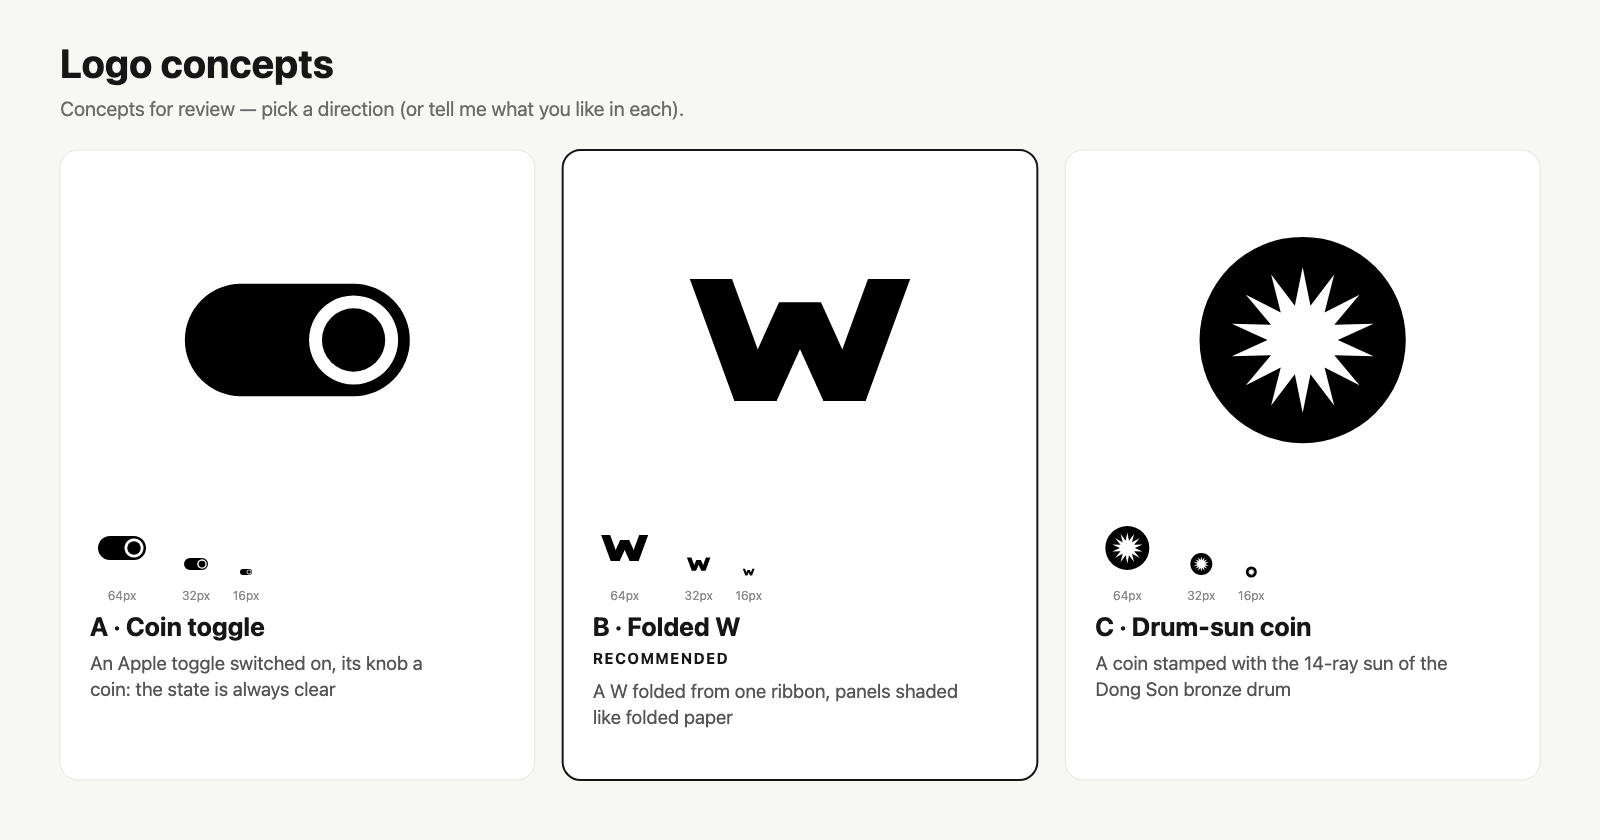 Logo concepts
Concepts for review — pick a direction (or tell me what you like in each).
W
W W W
64px 32px 16px
64px 32px 16px
64px 32px 16px
A · Coin toggle
An Apple toggle switched on, its knob a
coin: the state is always clear
B · Folded W
RECOMMENDED
A W folded from one ribbon, panels shaded
like folded paper
C · Drum-sun coin
A coin stamped with the 14-ray sun of the
Dong Son bronze drum